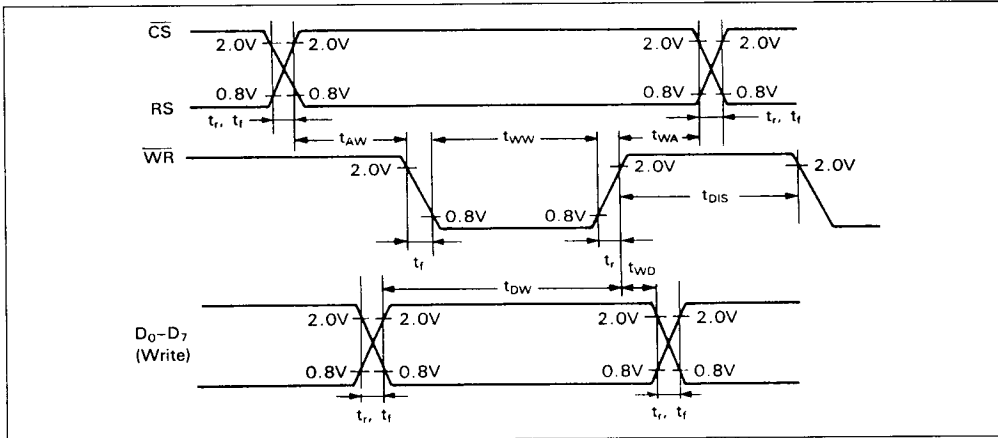 C̅S̅
2.0V 2.0V 2.0V 2.0V
0.8V 0.8V 0.8V 0.8V
RS
tr, tf tr, tf
tAW tWW tWA
W̅R̅
2.0V 2.0V 2.0V
tDIS
0.8V 0.8V
tf tr tWD
tDW
2.0V 2.0V 2.0V 2.0V
D0–D7
(Write)
0.8V 0.8V 0.8V 0.8V
tr, tf tr, tf